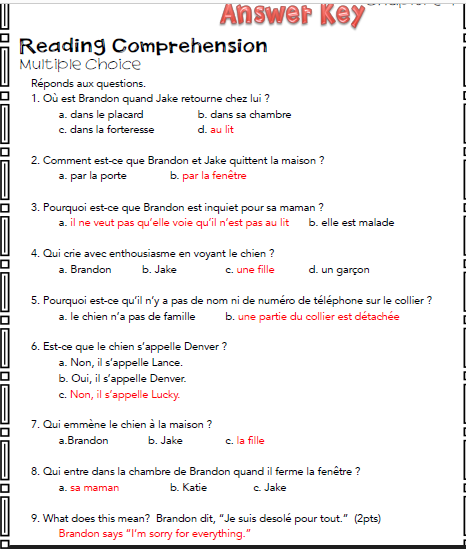 Answer Key
Reading Comprehension
Multiple Choice
Réponds aux questions.
1. Où est Brandon quand Jake retourne chez lui ?
a. dans le placard b. dans sa chambre
c. dans la forteresse d. au lit
2. Comment est-ce que Brandon et Jake quittent la maison ?
a. par la porte b. par la fenêtre
3. Pourquoi est-ce que Brandon est inquiet pour sa maman ?
a. il ne veut pas qu'elle voie qu'il n'est pas au lit b. elle est malade
4. Qui crie avec enthousiasme en voyant le chien ?
a. Brandon b. Jake c. une fille d. un garçon
5. Pourquoi est-ce qu'il n'y a pas de nom ni de numéro de téléphone sur le collier ?
a. le chien n'a pas de famille b. une partie du collier est détachée
6. Est-ce que le chien s'appelle Denver ?
a. Non, il s'appelle Lance.
b. Oui, il s'appelle Denver.
c. Non, il s'appelle Lucky.
7. Qui emmène le chien à la maison ?
a.Brandon b. Jake c. la fille
8. Qui entre dans la chambre de Brandon quand il ferme la fenêtre ?
a. sa maman b. Katie c. Jake
9. What does this mean? Brandon dit, "Je suis desolé pour tout." (2pts)
Brandon says "I'm sorry for everything."